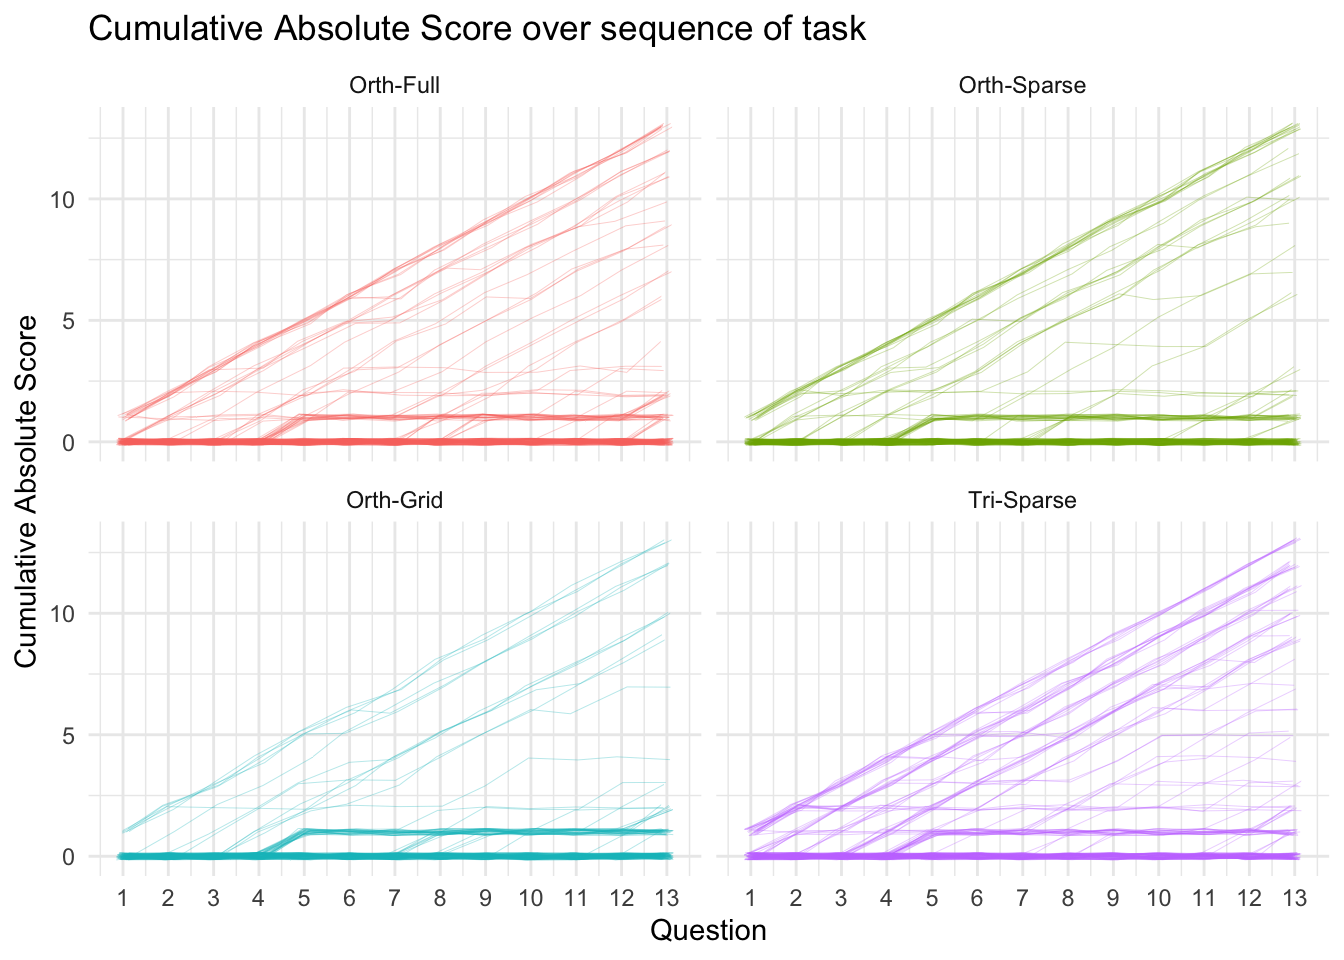 Cumulative Absolute Score over sequence of task
Orth-Full
Orth-Sparse
10
5
0
Orth-Grid
Tri-Sparse
10
5
0
Cumulative Absolute Score
1 2 3 4 5 6 7 8 9 10 11 12 13
1 2 3 4 5 6 7 8 9 10 11 12 13
Question